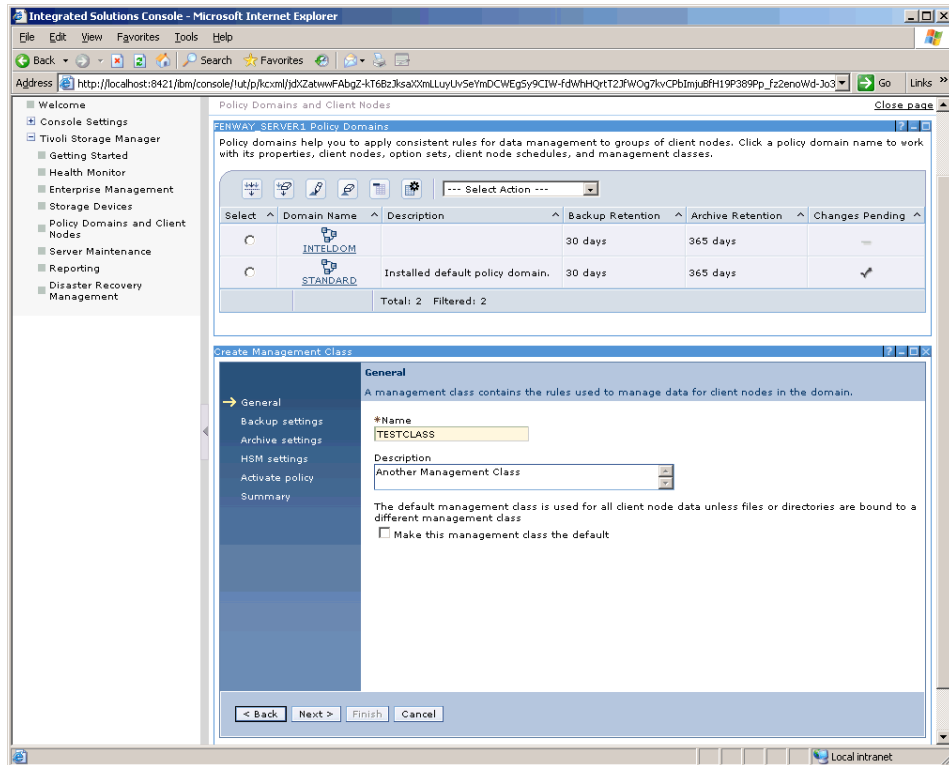 Integrated Solutions Console - Microsoft Internet Explorer
File Edit View Favorites Tools Help
Back Search Favorites
Address http://localhost:8421/ibm/console/!ut/p/kcxml/ Go Links »
Welcome
Console Settings
Tivoli Storage Manager
Getting Started
Health Monitor
Enterprise Management
Storage Devices
Policy Domains and Client
Nodes
Server Maintenance
Reporting
Disaster Recovery
Management
Policy Domains and Client Nodes Close page
FENWAY_SERVER1 Policy Domains
Policy domains help you to apply consistent rules for data management to groups of client nodes. Click a policy domain name to work
with its properties, client nodes, option sets, client node schedules, and management classes.
--- Select Action ---
Select Domain Name Description Backup Retention Archive Retention Changes Pending
INTELDOM 30 days 365 days
STANDARD Installed default policy domain. 30 days 365 days
Total: 2 Filtered: 2
Create Management Class
General
Backup settings
Archive settings
HSM settings
Activate policy
Summary
General
A management class contains the rules used to manage data for client nodes in the domain.
*Name
TESTCLASS
Description
Another Management Class
The default management class is used for all client node data unless files or directories are bound to a
different management class
Make this management class the default
< Back Next > Finish Cancel
Local intranet